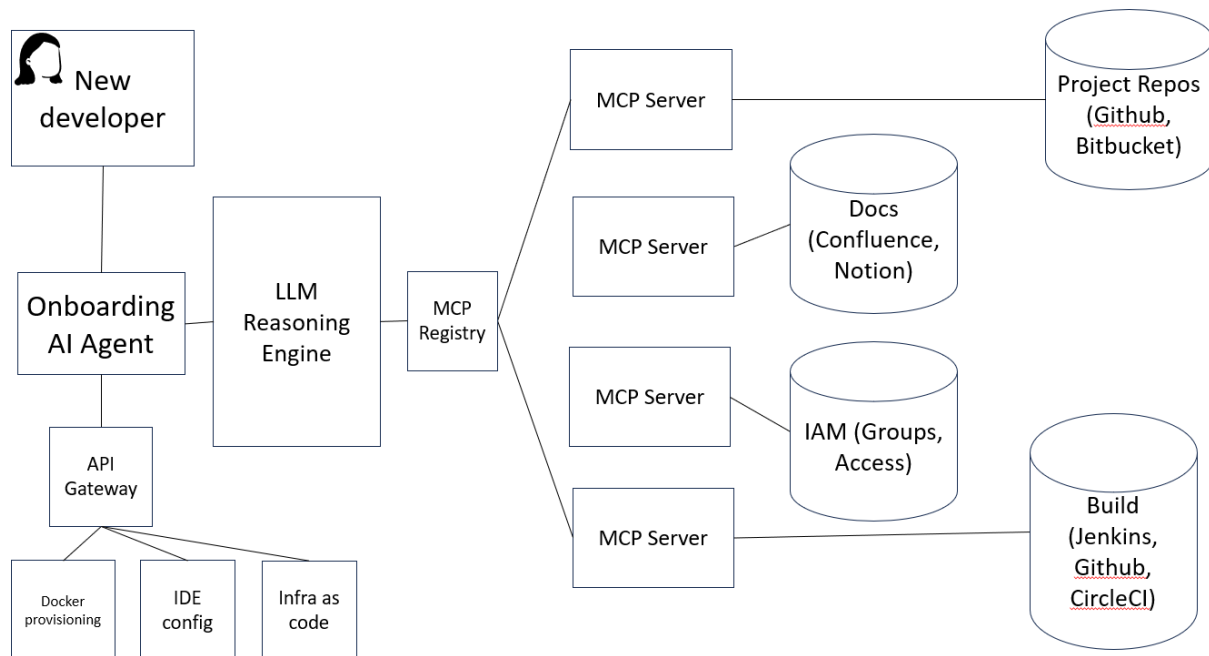 New
developer
Onboarding
AI Agent
API
Gateway
Docker
provisioning
IDE
config
Infra as
code
LLM
Reasoning
Engine
MCP
Registry
MCP Server
MCP Server
MCP Server
MCP Server
Project Repos
(Github,
Bitbucket)
Docs
(Confluence,
Notion)
IAM (Groups,
Access)
Build
(Jenkins,
Github,
CircleCI)